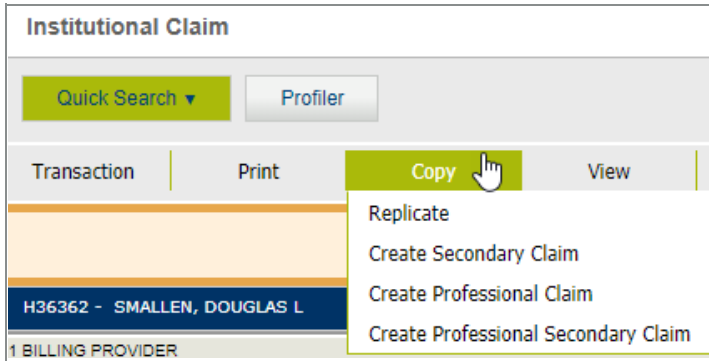 Institutional Claim
Quick Search ▼ Profiler
Transaction Print Copy View
Replicate
Create Secondary Claim
Create Professional Claim
Create Professional Secondary Claim
H36362 - SMALLEN, DOUGLAS L
1 BILLING PROVIDER